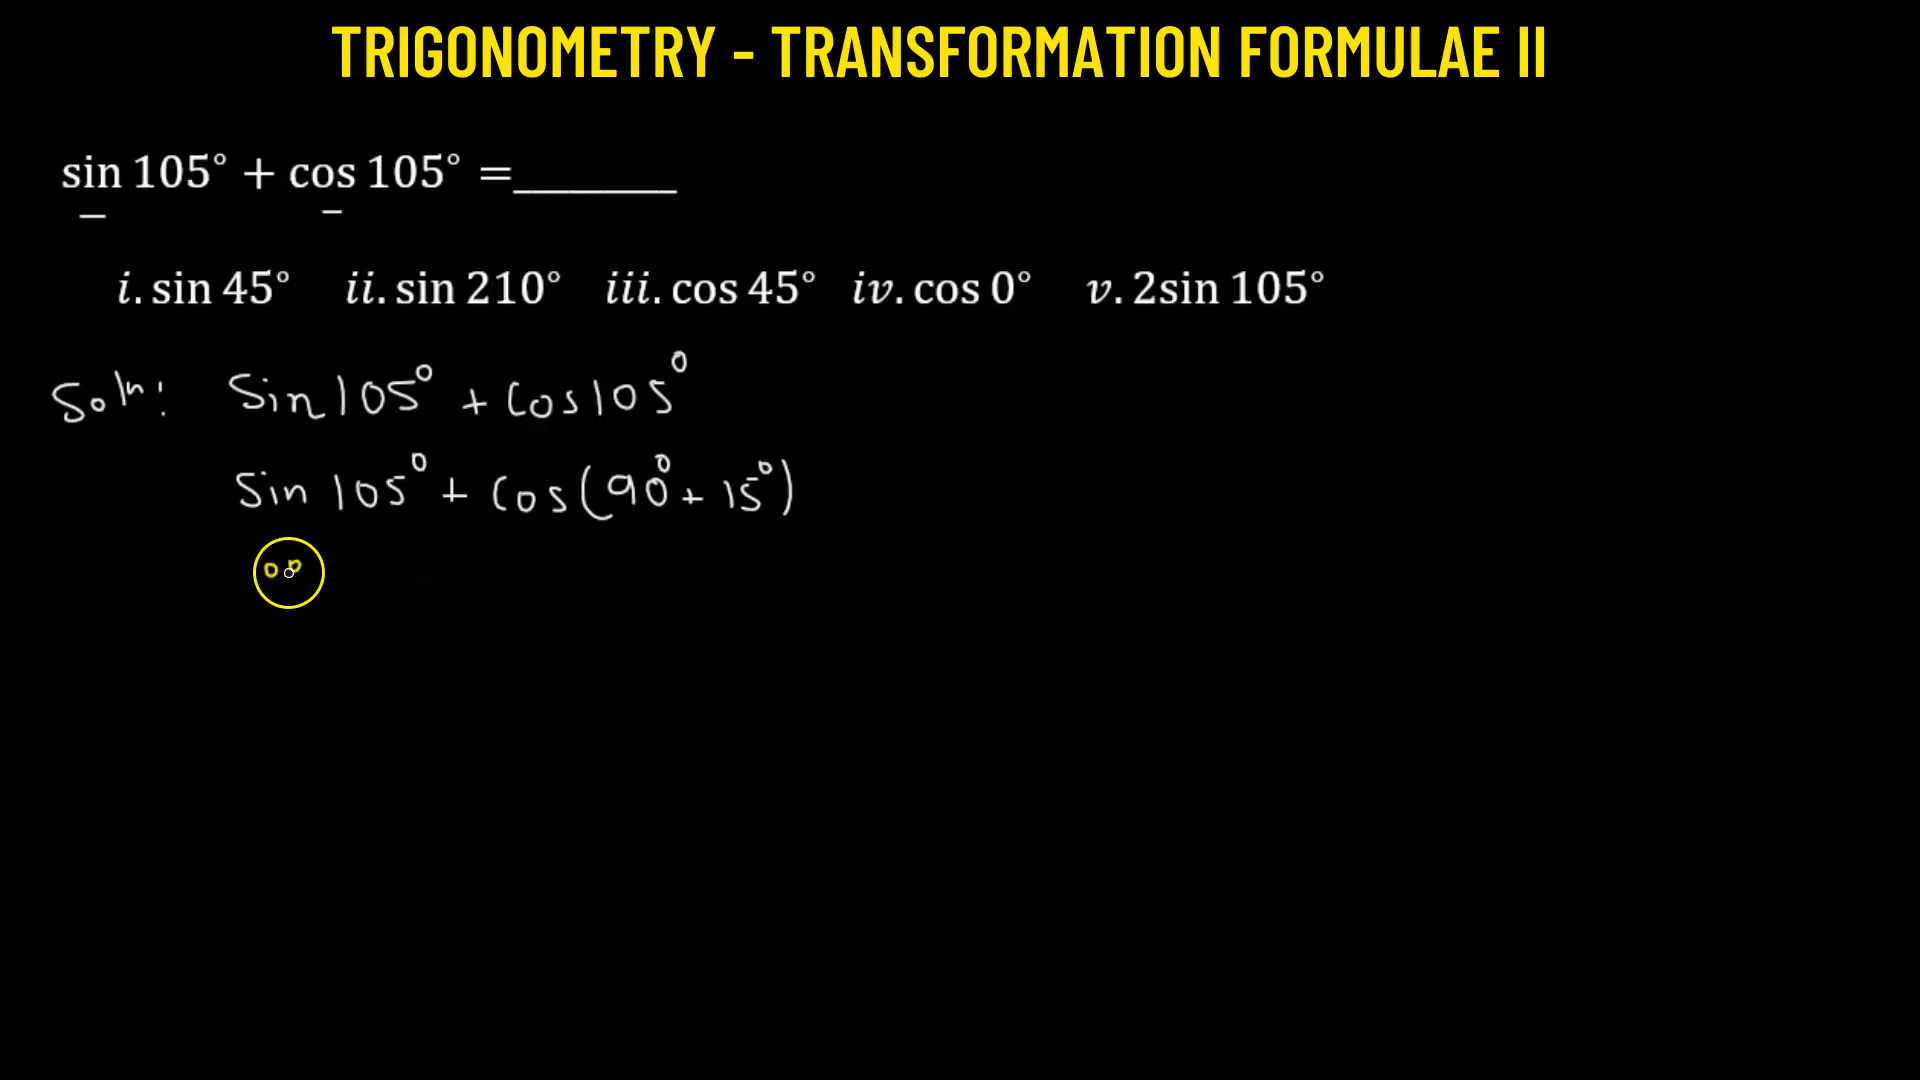 TRIGONOMETRY - TRANSFORMATION FORMULAE II
sin 105° + cos 105° =_______
i. sin 45° ii. sin 210° iii. cos 45° iv. cos 0° v. 2sin 105°
Soln: Sin 105° + Cos 105°
Sin 105° + Cos (90° + 15°)